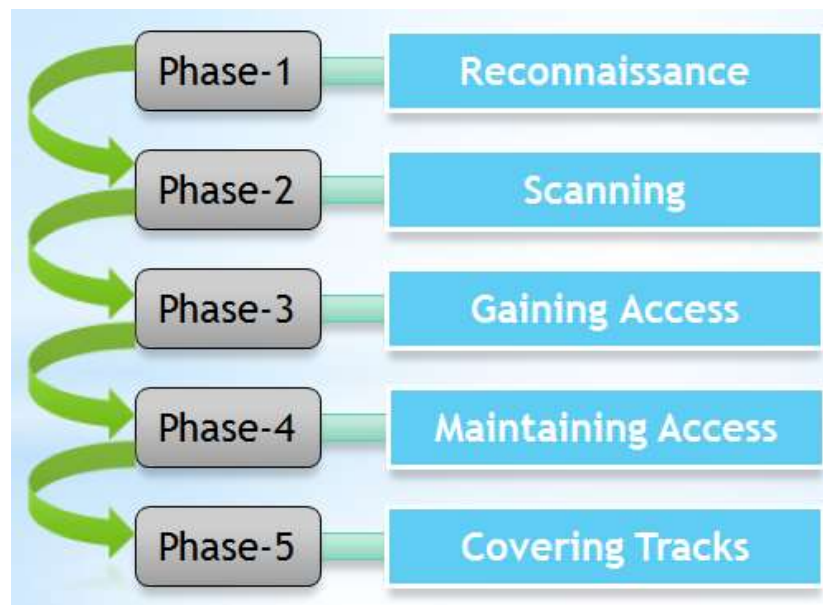 Phase-1 Reconnaissance
Phase-2 Scanning
Phase-3 Gaining Access
Phase-4 Maintaining Access
Phase-5 Covering Tracks